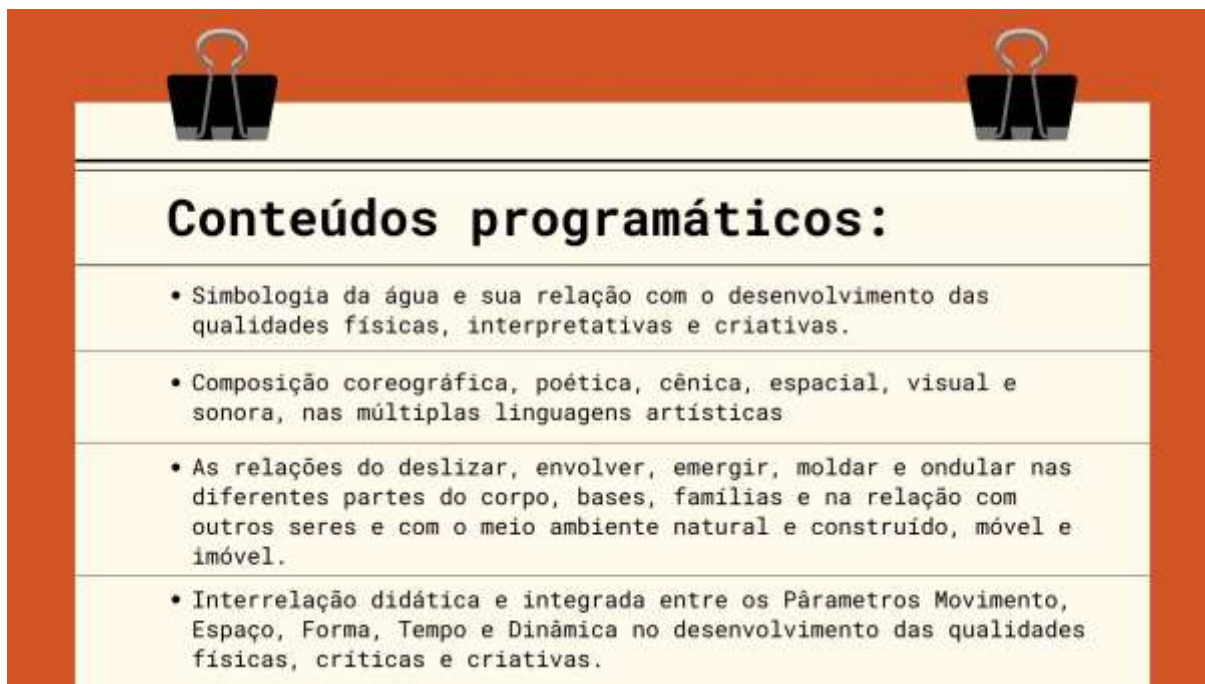 Conteúdos programáticos:
• Simbologia da água e sua relação com o desenvolvimento das
qualidades físicas, interpretativas e criativas.
• Composição coreográfica, poética, cênica, espacial, visual e
sonora, nas múltiplas linguagens artísticas
• As relações do deslizar, envolver, emergir, moldar e ondular nas
diferentes partes do corpo, bases, famílias e na relação com
outros seres e com o meio ambiente natural e construído, móvel e
imóvel.
• Interrelação didática e integrada entre os Pârametros Movimento,
Espaço, Forma, Tempo e Dinâmica no desenvolvimento das qualidades
físicas, críticas e criativas.